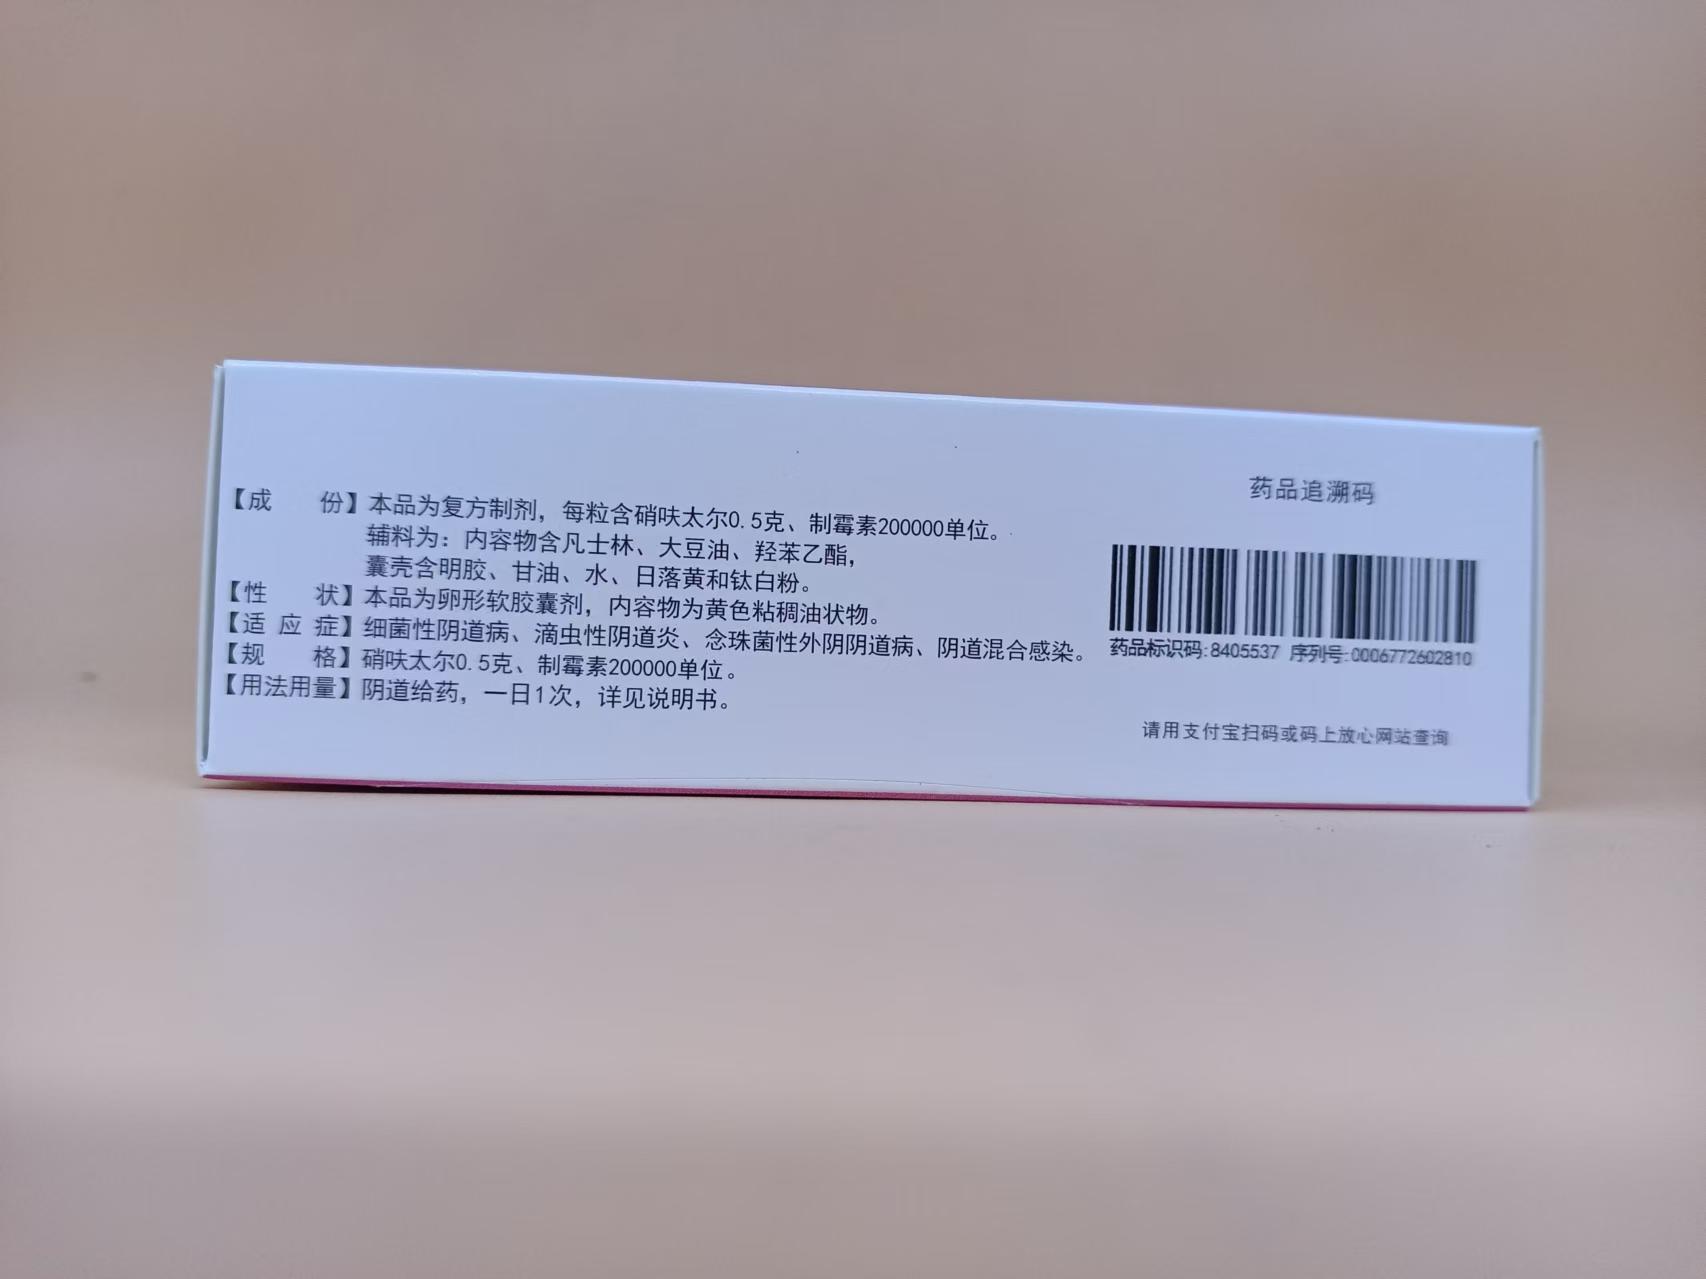 【成　　份】本品为复方制剂，每粒含硝呋太尔0.5克、制霉素200000单位。
辅料为：内容物含凡士林、大豆油、羟苯乙酯，
囊壳含明胶、甘油、水、日落黄和钛白粉。
【性　　状】本品为卵形软胶囊剂，内容物为黄色粘稠油状物。
【适 应 症】细菌性阴道病、滴虫性阴道炎、念珠菌性外阴阴道病、阴道混合感染。
【规　　格】硝呋太尔0.5克、制霉素200000单位。
【用法用量】阴道给药，一日1次，详见说明书。
药品追溯码
药品标识码:8405537 序列号:0006772602810
请用支付宝扫码或码上放心网站查询